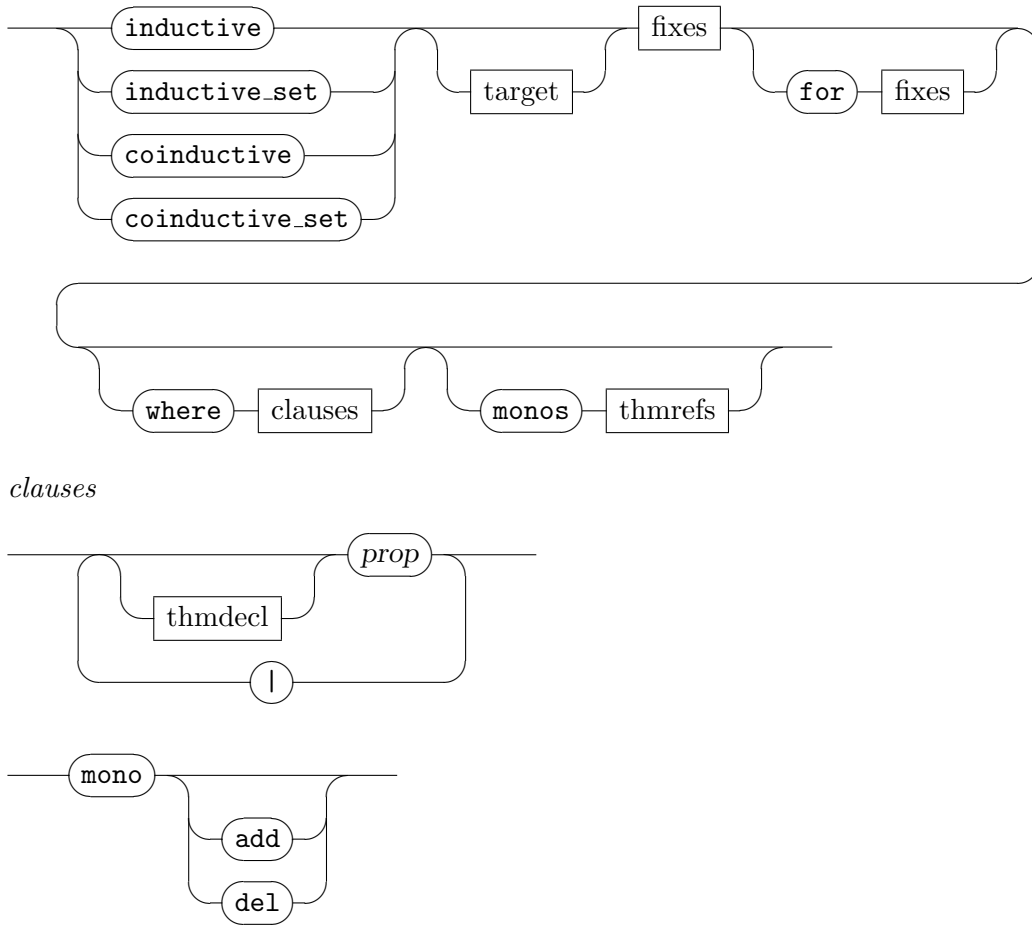 inductive fixes
inductive_set target for fixes
coinductive
coinductive_set
where clauses monos thmrefs
clauses
prop
thmdecl
|
mono
add
del